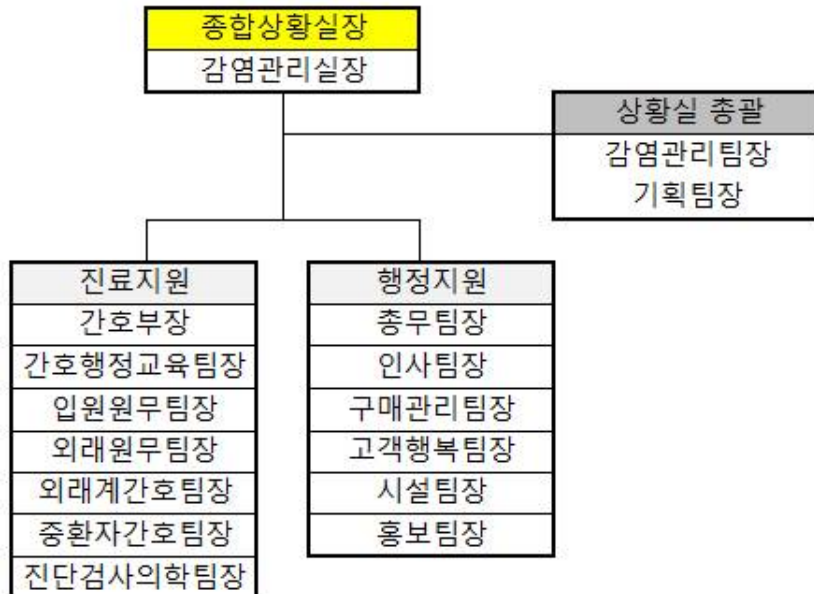 종합상황실장
감염관리실장
상황실 총괄
감염관리팀장
기획팀장
진료지원
간호부장
간호행정교육팀장
입원원무팀장
외래원무팀장
외래계간호팀장
중환자간호팀장
진단검사의학팀장
행정지원
총무팀장
인사팀장
구매관리팀장
고객행복팀장
시설팀장
홍보팀장